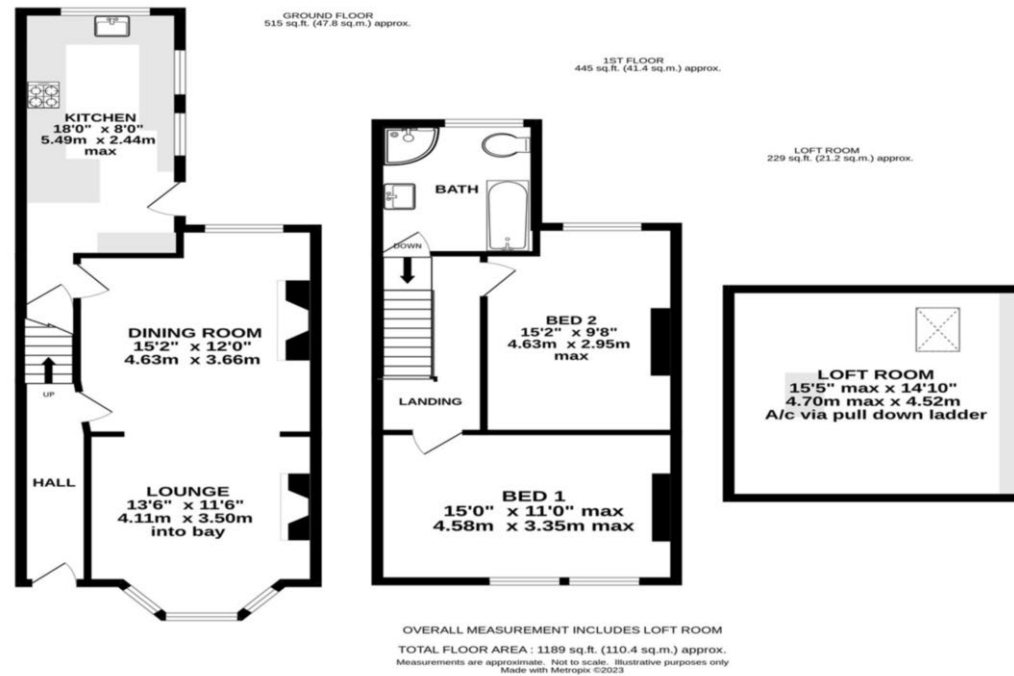 GROUND FLOOR
515 sq.ft. (47.8 sq.m.) approx.
KITCHEN
18'0" x 8'0"
5.49m x 2.44m
max
DINING ROOM
15'2" x 12'0"
4.63m x 3.66m
UP
HALL
LOUNGE
13'6" x 11'6"
4.11m x 3.50m
into bay
1ST FLOOR
445 sq.ft. (41.4 sq.m.) approx.
BATH
DOWN
BED 2
15'2" x 9'8"
4.63m x 2.95m
max
LANDING
BED 1
15'0" x 11'0" max
4.58m x 3.35m max
LOFT ROOM
229 sq.ft. (21.2 sq.m.) approx.
LOFT ROOM
15'5" max x 14'10"
4.70m max x 4.52m
A/c via pull down ladder
OVERALL MEASUREMENT INCLUDES LOFT ROOM
TOTAL FLOOR AREA : 1189 sq.ft. (110.4 sq.m.) approx.
Measurements are approximate. Not to scale. Illustrative purposes only
Made with Metropix ©2023